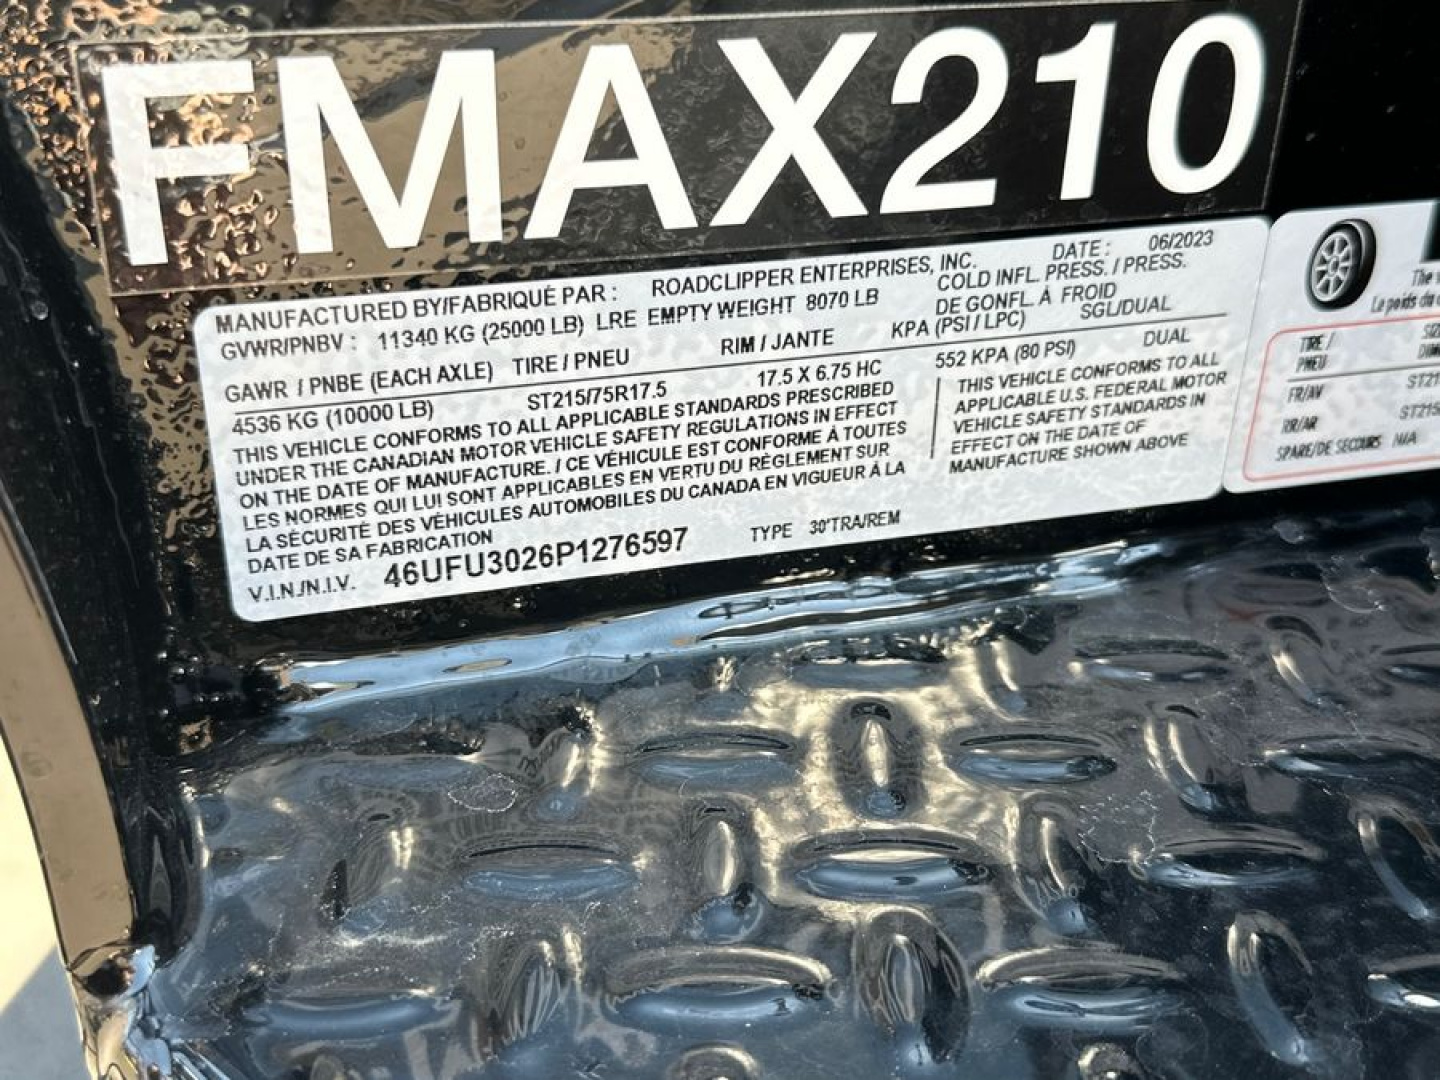 FMAX210
MANUFACTURED BY/FABRIQUÉ PAR : ROADCLIPPER ENTERPRISES, INC. DATE : 06/2023
GVWR/PNBV : 11340 KG (25000 LB) LRE EMPTY WEIGHT 8070 LB COLD INFL. PRESS. / PRESS.
DE GONFL. À FROID
GAWR / PNBE (EACH AXLE) TIRE / PNEU RIM / JANTE KPA (PSI / LPC) SGL/DUAL
4536 KG (10000 LB) ST215/75R17.5 17.5 X 6.75 HC 552 KPA (80 PSI) DUAL
THIS VEHICLE CONFORMS TO ALL APPLICABLE STANDARDS PRESCRIBED
UNDER THE CANADIAN MOTOR VEHICLE SAFETY REGULATIONS IN EFFECT
ON THE DATE OF MANUFACTURE. / CE VÉHICULE EST CONFORME À TOUTES
LES NORMES QUI LUI SONT APPLICABLES EN VERTU DU RÈGLEMENT SUR
LA SÉCURITÉ DES VÉHICULES AUTOMOBILES DU CANADA EN VIGUEUR À LA
DATE DE SA FABRICATION
THIS VEHICLE CONFORMS TO ALL
APPLICABLE U.S. FEDERAL MOTOR
VEHICLE SAFETY STANDARDS IN
EFFECT ON THE DATE OF
MANUFACTURE SHOWN ABOVE
V.I.N./N.I.V. 46UFU3026P1276597 TYPE 30'TRA/REM
The
Le poids du
TIRE /
PNEU
FR/AV
RR/AR
SPARE/DE SECOURS N/A